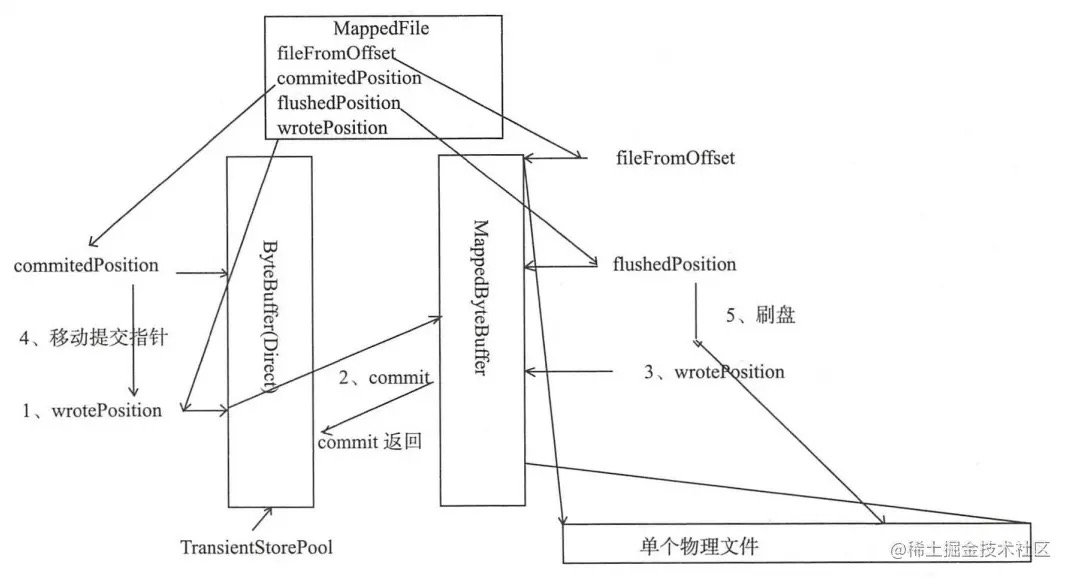 MappedFile
fileFromOffset
commitedPosition
flushedPosition
wrotePosition
fileFromOffset
ByteBuffer(Direct)
MappedByteBuffer
commitedPosition
flushedPosition
4、移动提交指针
5、刷盘
2、commit
3、wrotePosition
1、wrotePosition
commit 返回
TransientStorePool
单个物理文件
@稀土掘金技术社区